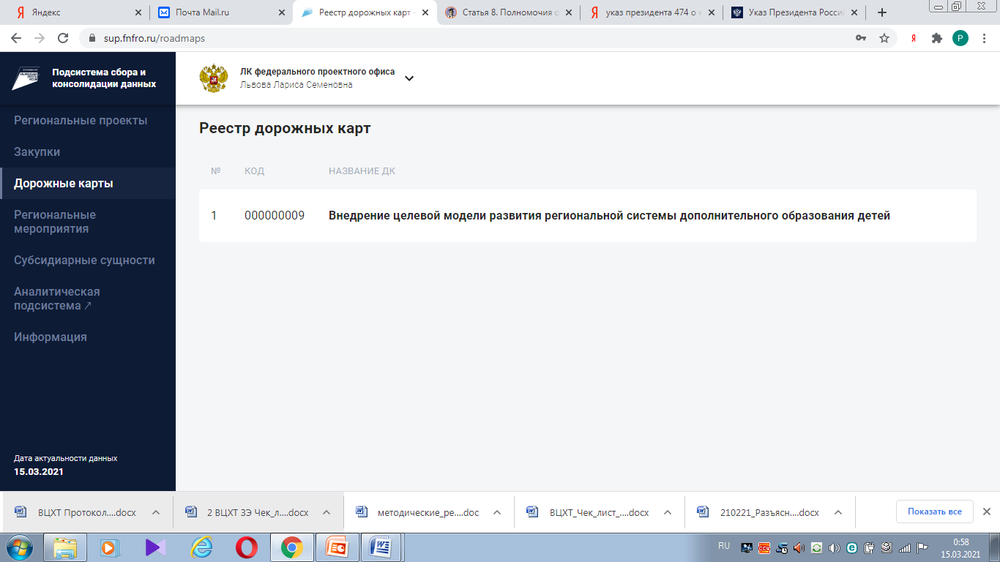 Яндекс
Почта Mail.ru
Реестр дорожных карт -
Статья 8. Полномочия о
указ президента 474 о н
Указ Президента Росси
sup.fnfro.ru/roadmaps
Я
P
Подсистема сбора и
консолидации данных
ЛК федерального проектного офиса
Львова Лариса Семеновна
Региональные проекты
Закупки
Дорожные карты
Региональные
мероприятия
Субсидиарные сущности
Аналитическая
подсистема ↗
Информация
Дата актуальности данных
15.03.2021
Реестр дорожных карт
№ КОД НАЗВАНИЕ ДК
1 000000009 Внедрение целевой модели развития региональной системы дополнительного образования детей
ВЦХТ Протокол....docx
2 ВЦХТ ЗЭ Чек_л....docx
методические_ре....doc
ВЦХТ_Чек_лист_....docx
210221_Разъясн....docx
Показать все
RU
0:58
15.03.2021